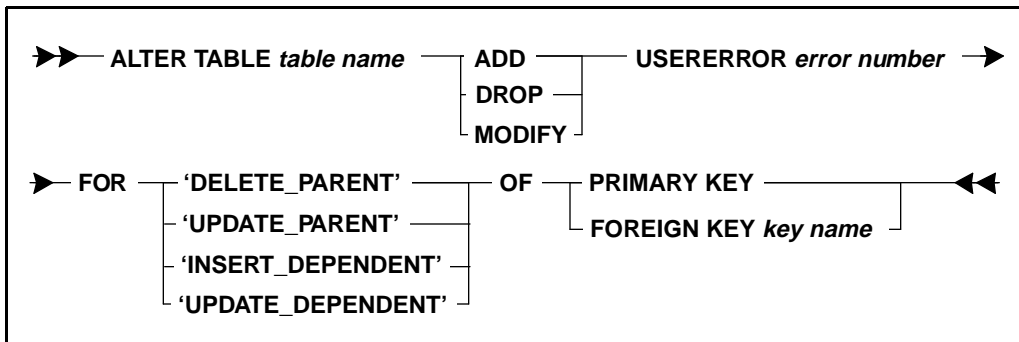 ALTER TABLE table name ADD USERERROR error number
DROP
MODIFY
FOR ‘DELETE_PARENT’ OF PRIMARY KEY
‘UPDATE_PARENT’ FOREIGN KEY key name
‘INSERT_DEPENDENT’
‘UPDATE_DEPENDENT’